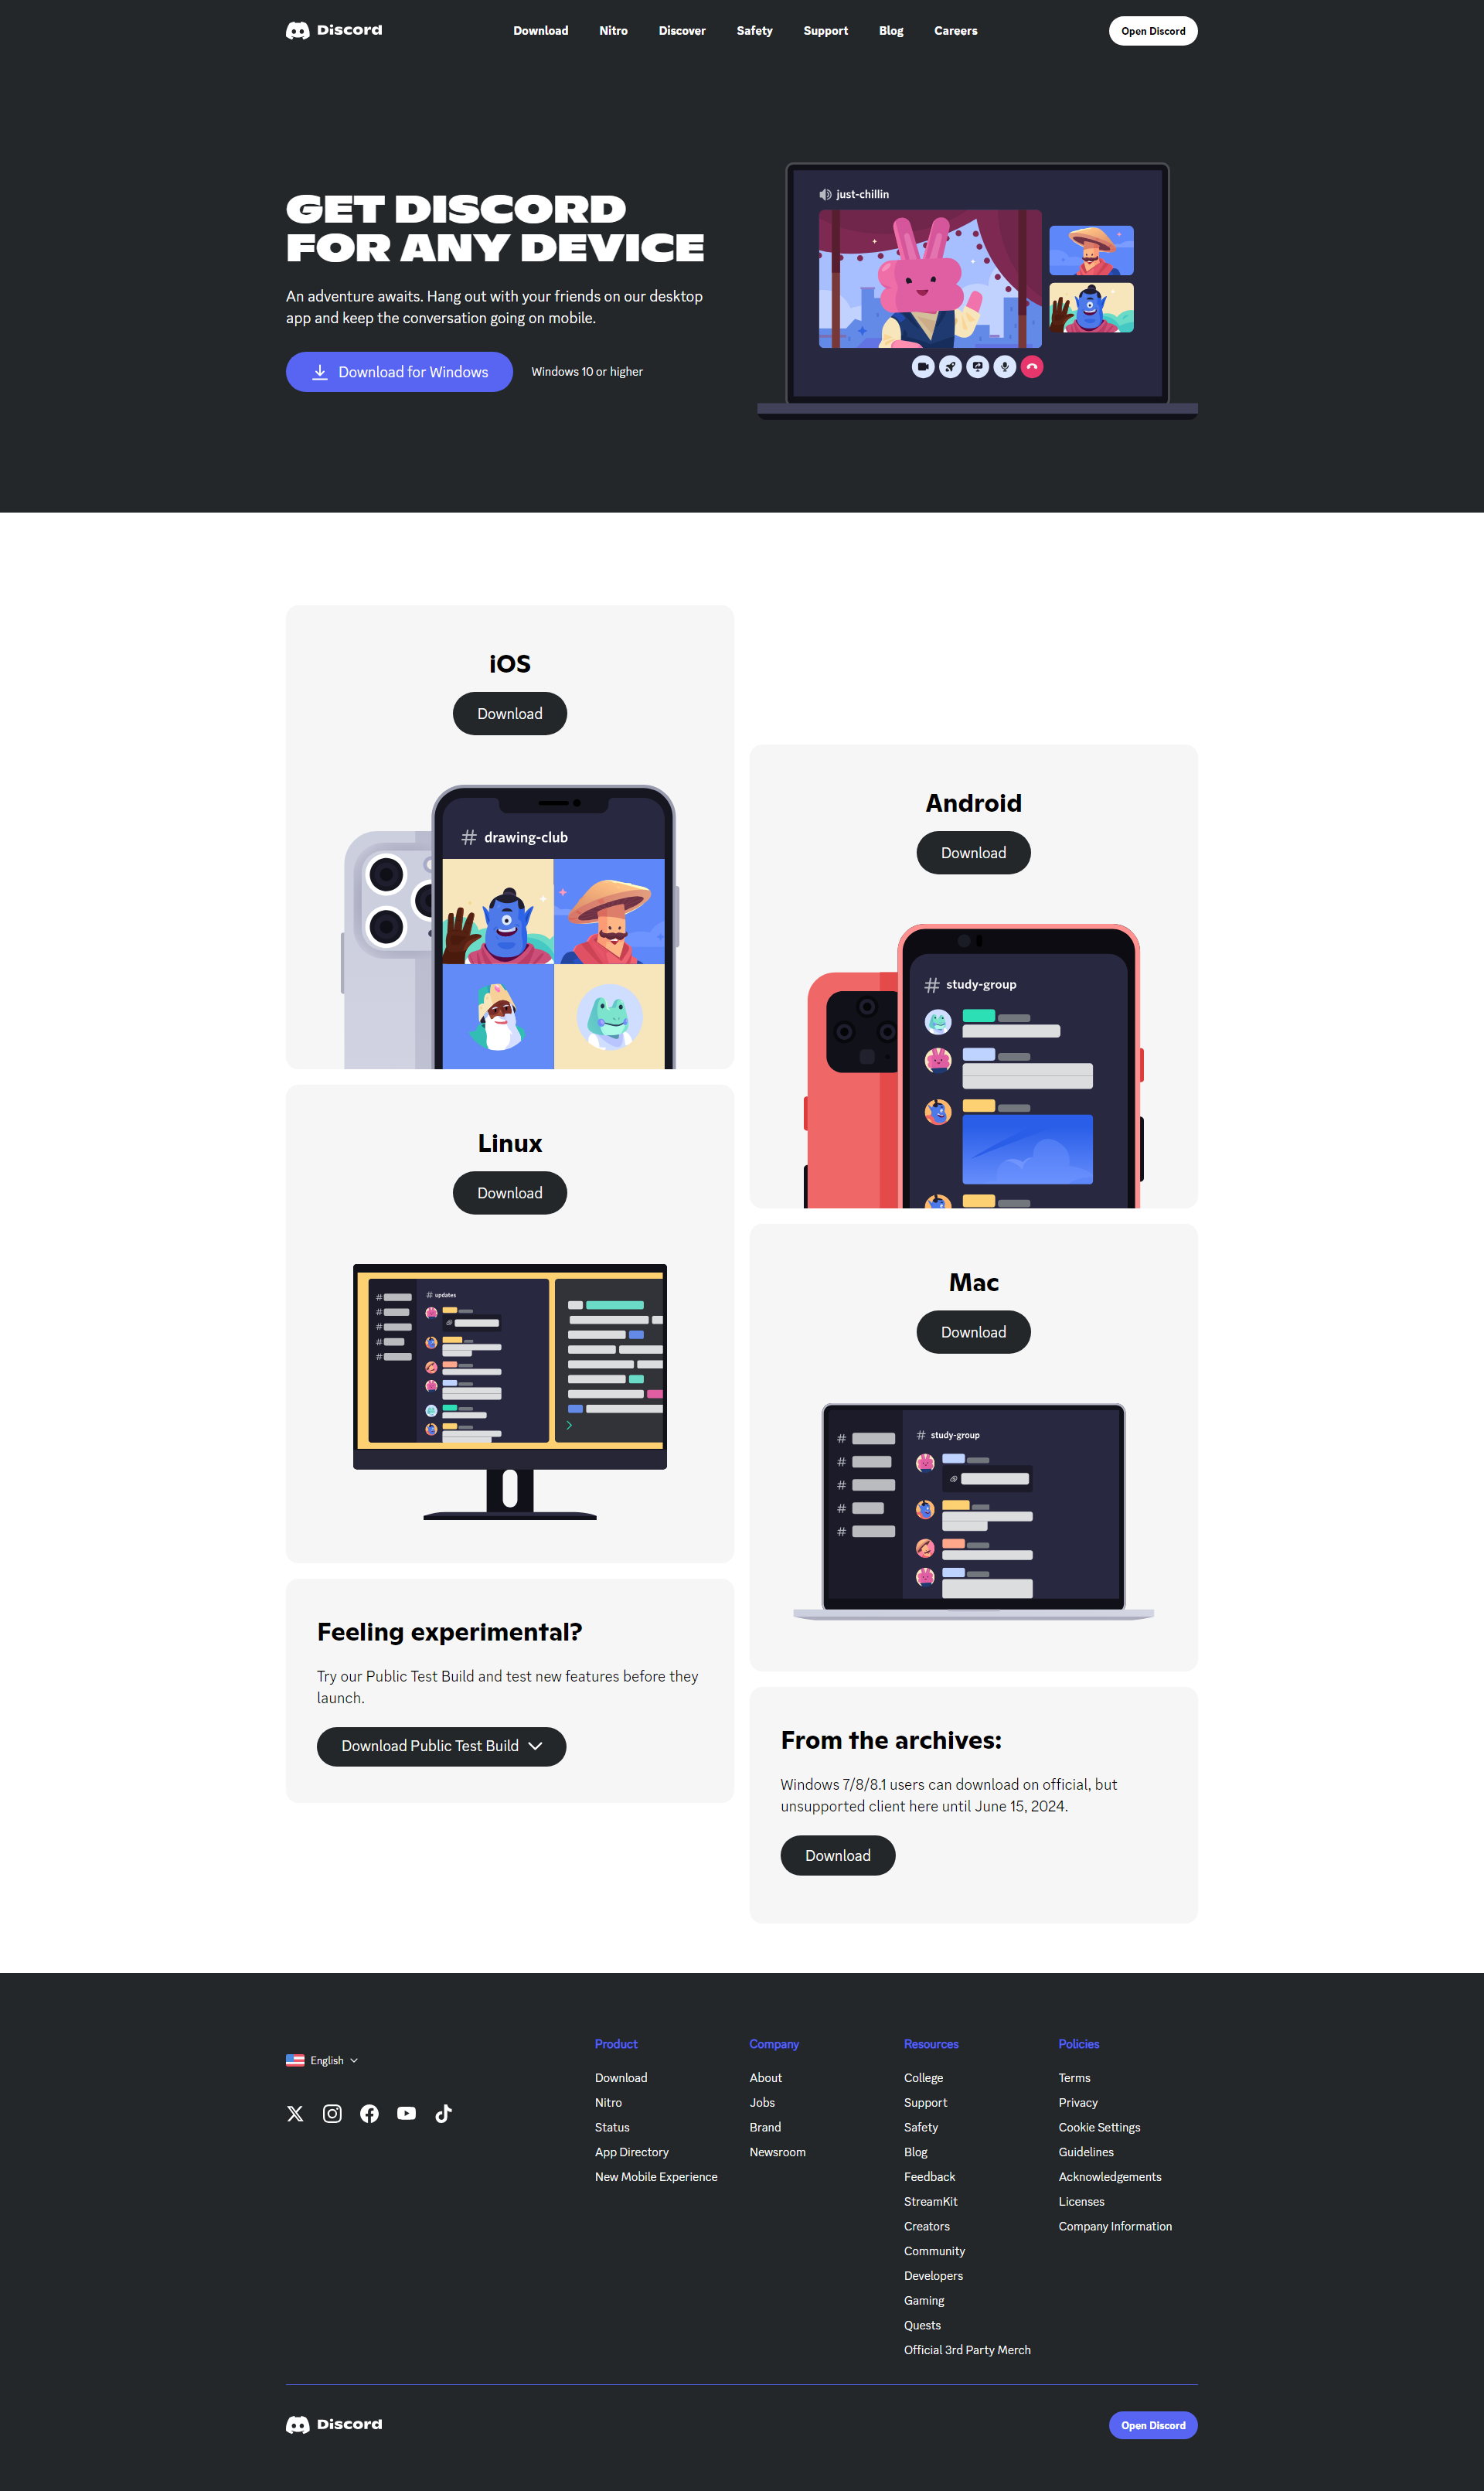 Discord
Download
Nitro
Discover
Safety
Support
Blog
Careers
Open Discord
GET DISCORD
FOR ANY DEVICE
An adventure awaits. Hang out with your friends on our desktop
app and keep the conversation going on mobile.
Download for Windows
Windows 10 or higher
just-chillin
iOS
Download
# drawing-club
Android
Download
# study-group
Linux
Download
#
#
#
#
#
# updates
Mac
Download
#
#
#
#
#
# study-group
Feeling experimental?
Try our Public Test Build and test new features before they
launch.
Download Public Test Build
From the archives:
Windows 7/8/8.1 users can download on official, but
unsupported client here until June 15, 2024.
Download
English
Product
Download
Nitro
Status
App Directory
New Mobile Experience
Company
About
Jobs
Brand
Newsroom
Resources
College
Support
Safety
Blog
Feedback
StreamKit
Creators
Community
Developers
Gaming
Quests
Official 3rd Party Merch
Policies
Terms
Privacy
Cookie Settings
Guidelines
Acknowledgements
Licenses
Company Information
Discord
Open Discord